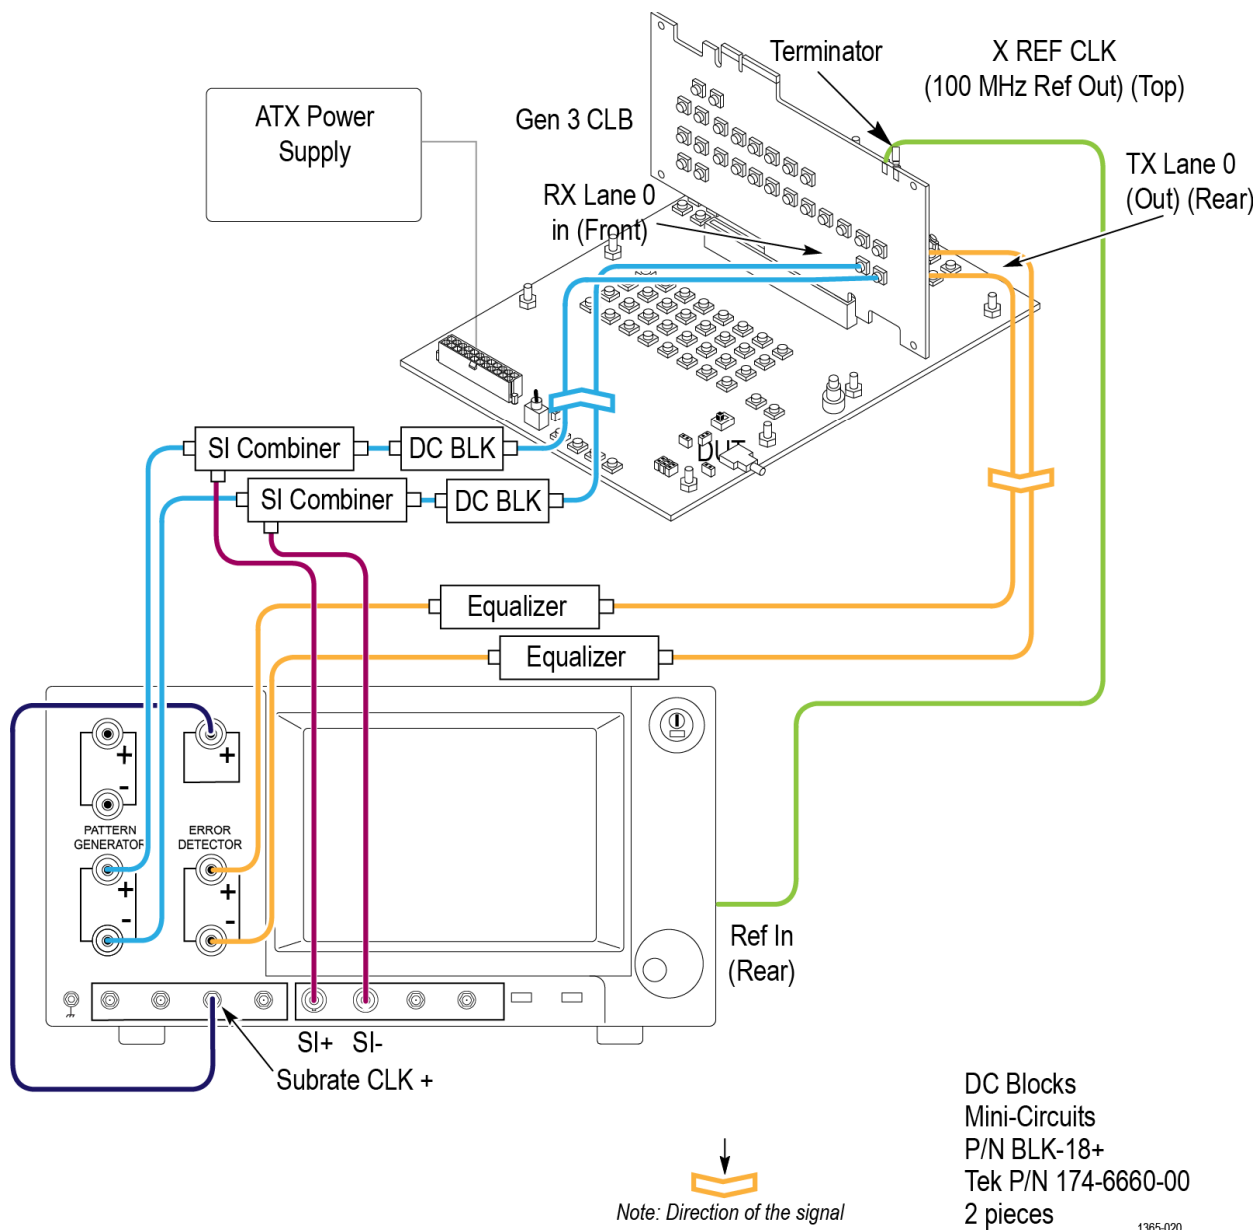 Terminator
X REF CLK
(100 MHz Ref Out) (Top)
ATX Power
Supply
Gen 3 CLB
TX Lane 0
(Out) (Rear)
RX Lane 0
in (Front)
SI Combiner
DC BLK
SI Combiner
DC BLK
Equalizer
Equalizer
+
-
+
PATTERN
GENERATOR
ERROR
DETECTOR
+
-
+
-
Ref In
(Rear)
SI+ SI-
Subrate CLK +
DC Blocks
Mini-Circuits
P/N BLK-18+
Tek P/N 174-6660-00
2 pieces
Note: Direction of the signal
1365-020